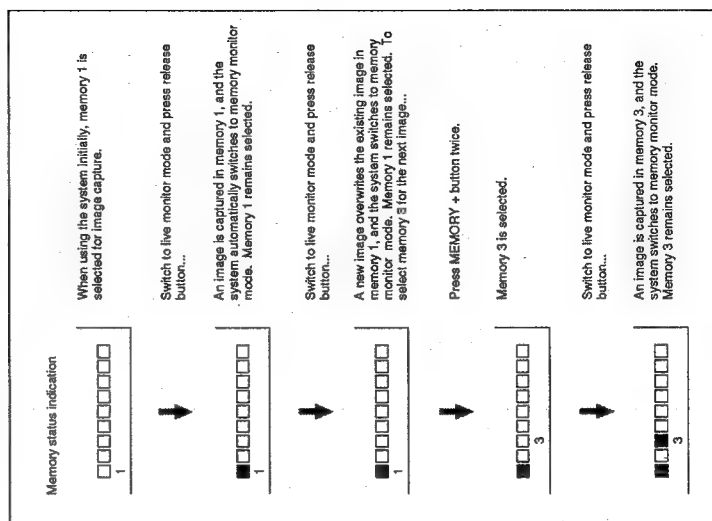 Memory status indication
When using the system initially, memory 1 is
selected for image capture.
1
Switch to live monitor mode and press release
button...
An image is captured in memory 1, and the
system automatically switches to memory monitor
mode. Memory 1 remains selected.
1
Switch to live monitor mode and press release
button...
A new image overwrites the existing image in
memory 1, and the system switches to memory
monitor mode. Memory 1 remains selected. To
select memory 3 for the next image...
1
Press MEMORY + button twice.
Memory 3 is selected.
3
Switch to live monitor mode and press release
button...
An image is captured in memory 3, and the
system switches to memory monitor mode.
Memory 3 remains selected.
3